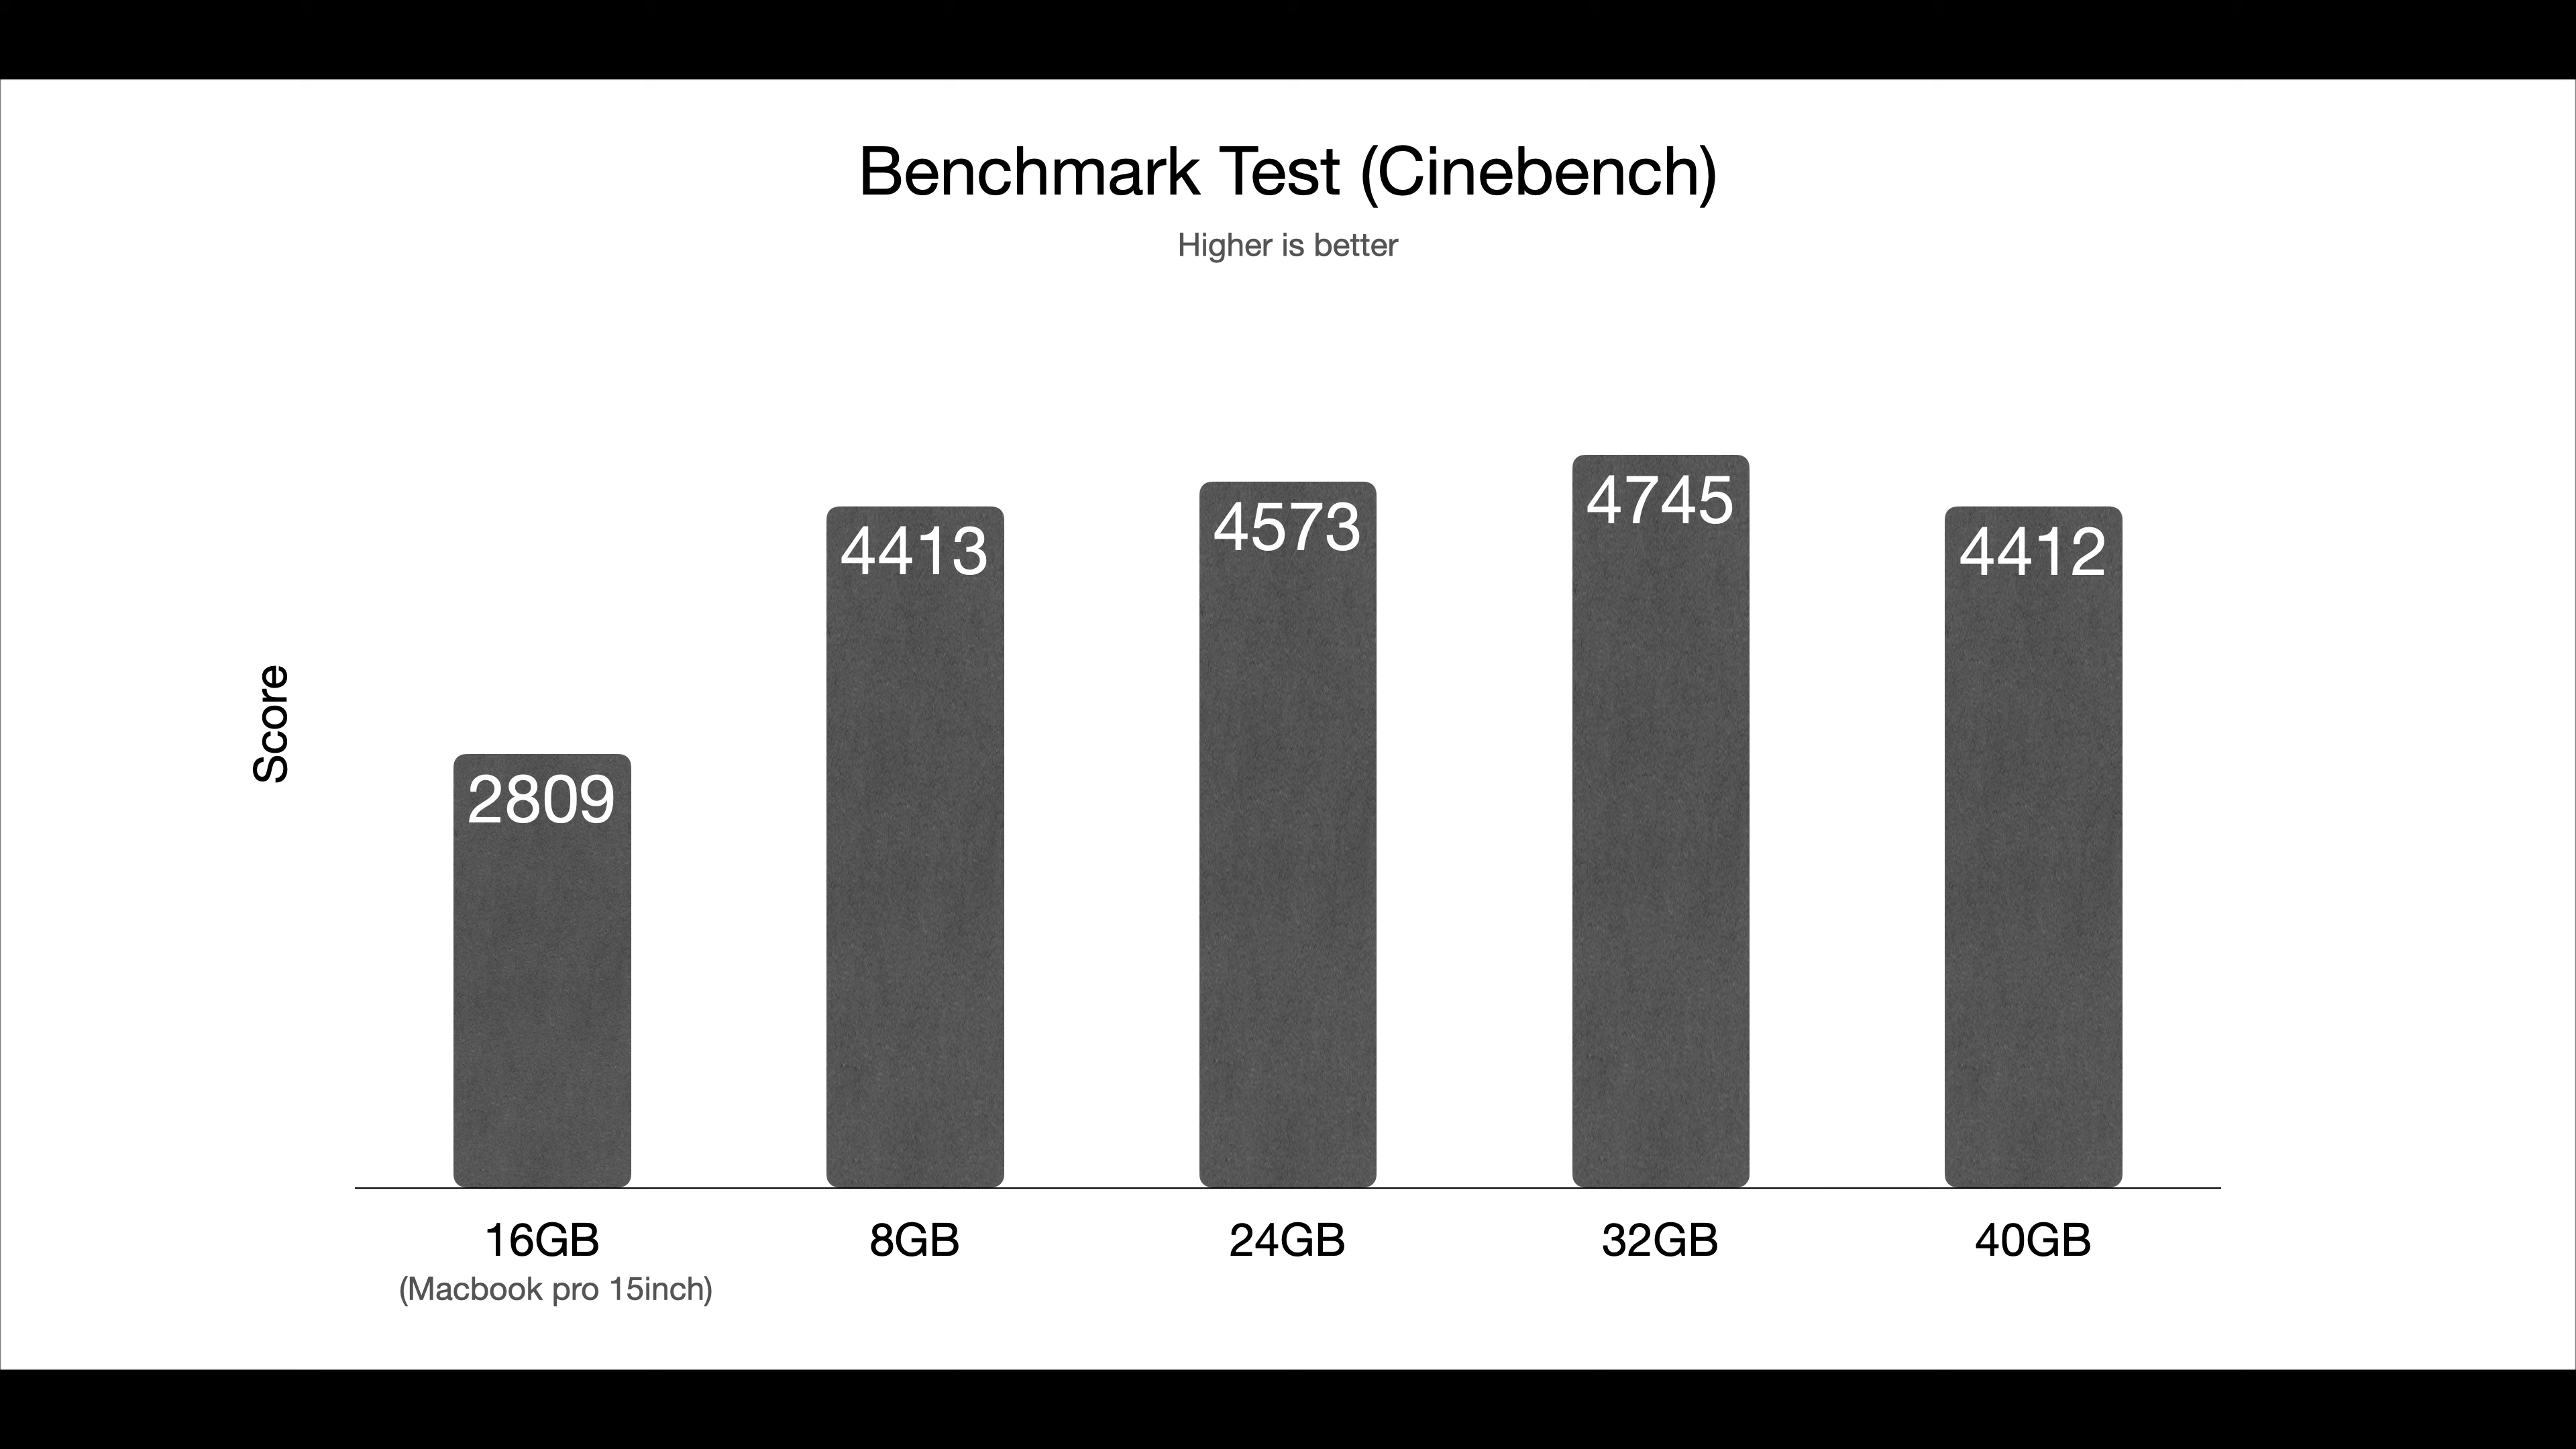 Benchmark Test (Cinebench)
Higher is better
Score
2809
4413
4573
4745
4412
16GB
8GB
24GB
32GB
40GB
(Macbook pro 15inch)